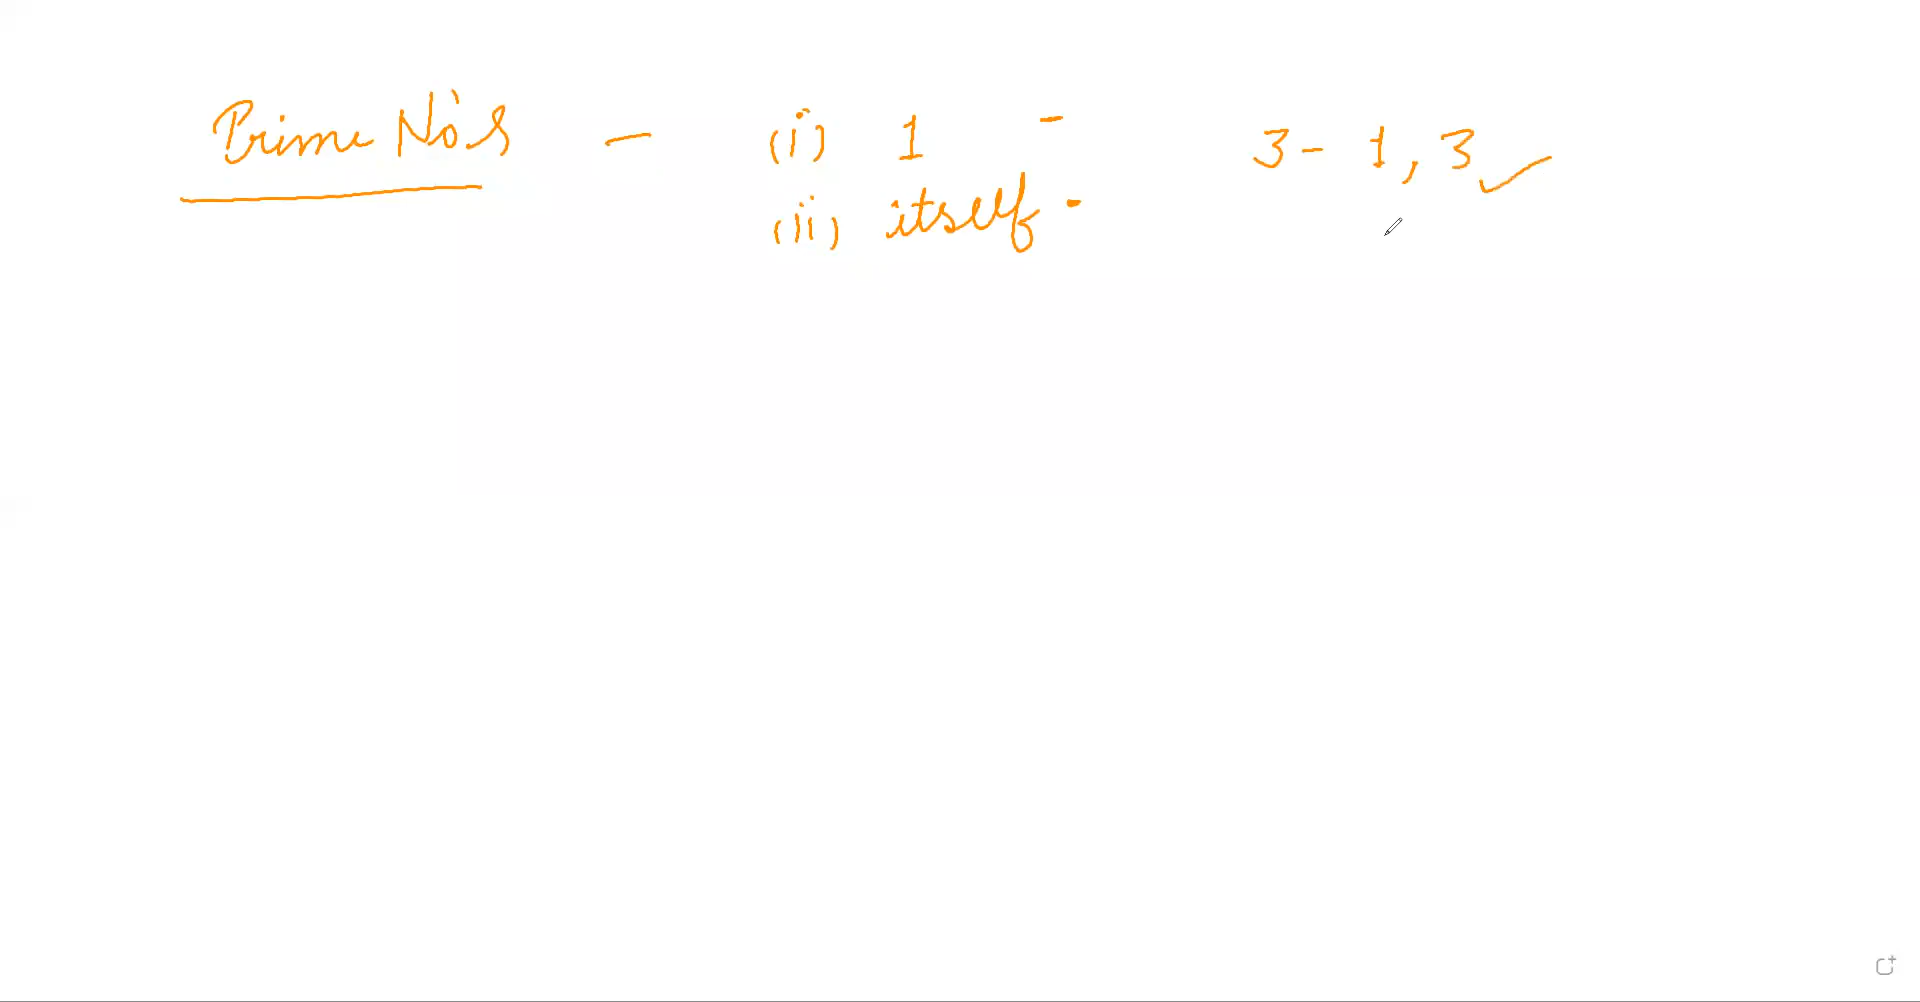 Prime No's - (i) 1 - 3 - 1, 3 ✓
(ii) itself -